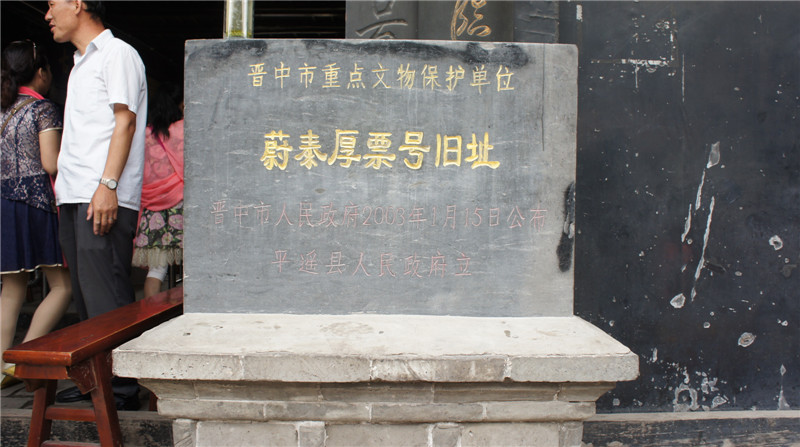 晋中市重点文物保护单位
蔚泰厚票号旧址
晋中市人民政府2003年1月15日公布
平遥县人民政府立